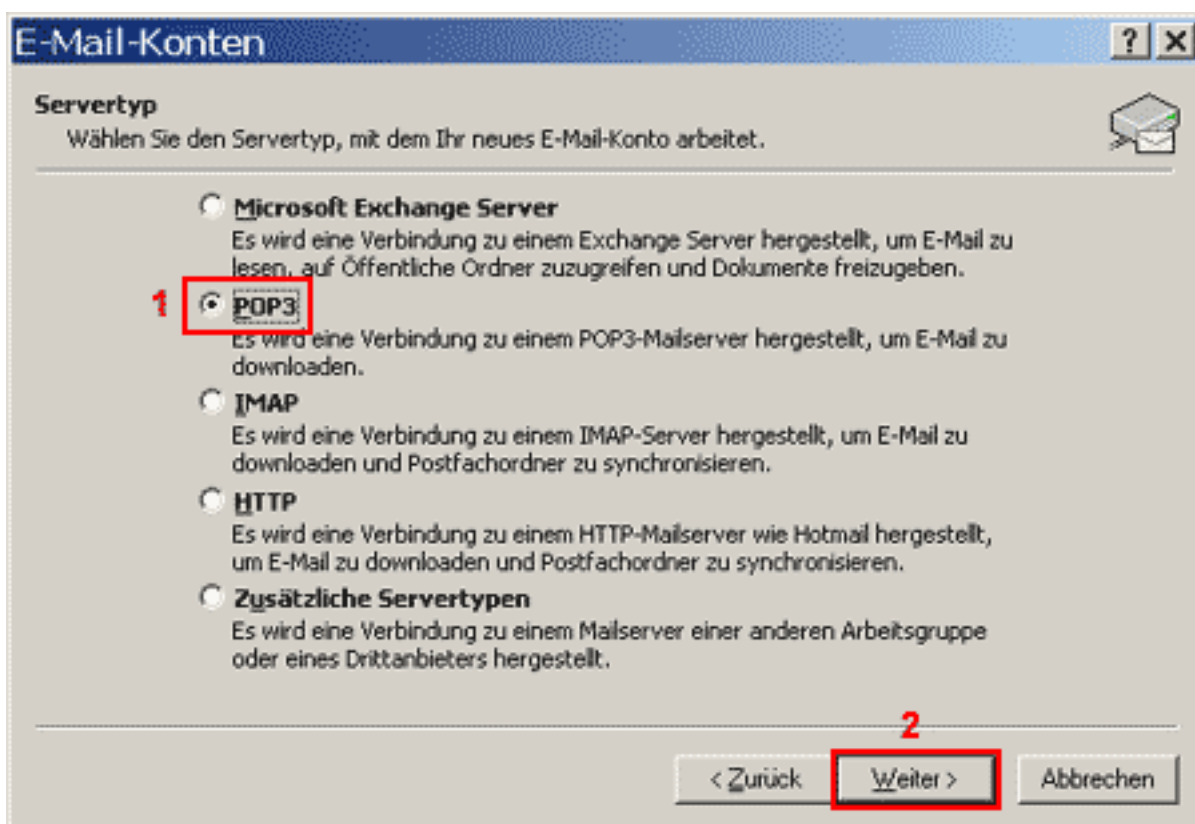 E-Mail-Konten
Servertyp
Wählen Sie den Servertyp, mit dem Ihr neues E-Mail-Konto arbeitet.
Microsoft Exchange Server
Es wird eine Verbindung zu einem Exchange Server hergestellt, um E-Mail zu
lesen, auf Öffentliche Ordner zuzugreifen und Dokumente freizugeben.
1
POP3
Es wird eine Verbindung zu einem POP3-Mailserver hergestellt, um E-Mail zu
downloaden.
IMAP
Es wird eine Verbindung zu einem IMAP-Server hergestellt, um E-Mail zu
downloaden und Postfachordner zu synchronisieren.
HTTP
Es wird eine Verbindung zu einem HTTP-Mailserver wie Hotmail hergestellt,
um E-Mail zu downloaden und Postfachordner zu synchronisieren.
Zusätzliche Servertypen
Es wird eine Verbindung zu einem Mailserver einer anderen Arbeitsgruppe
oder eines Drittanbieters hergestellt.
2
< Zurück Weiter > Abbrechen